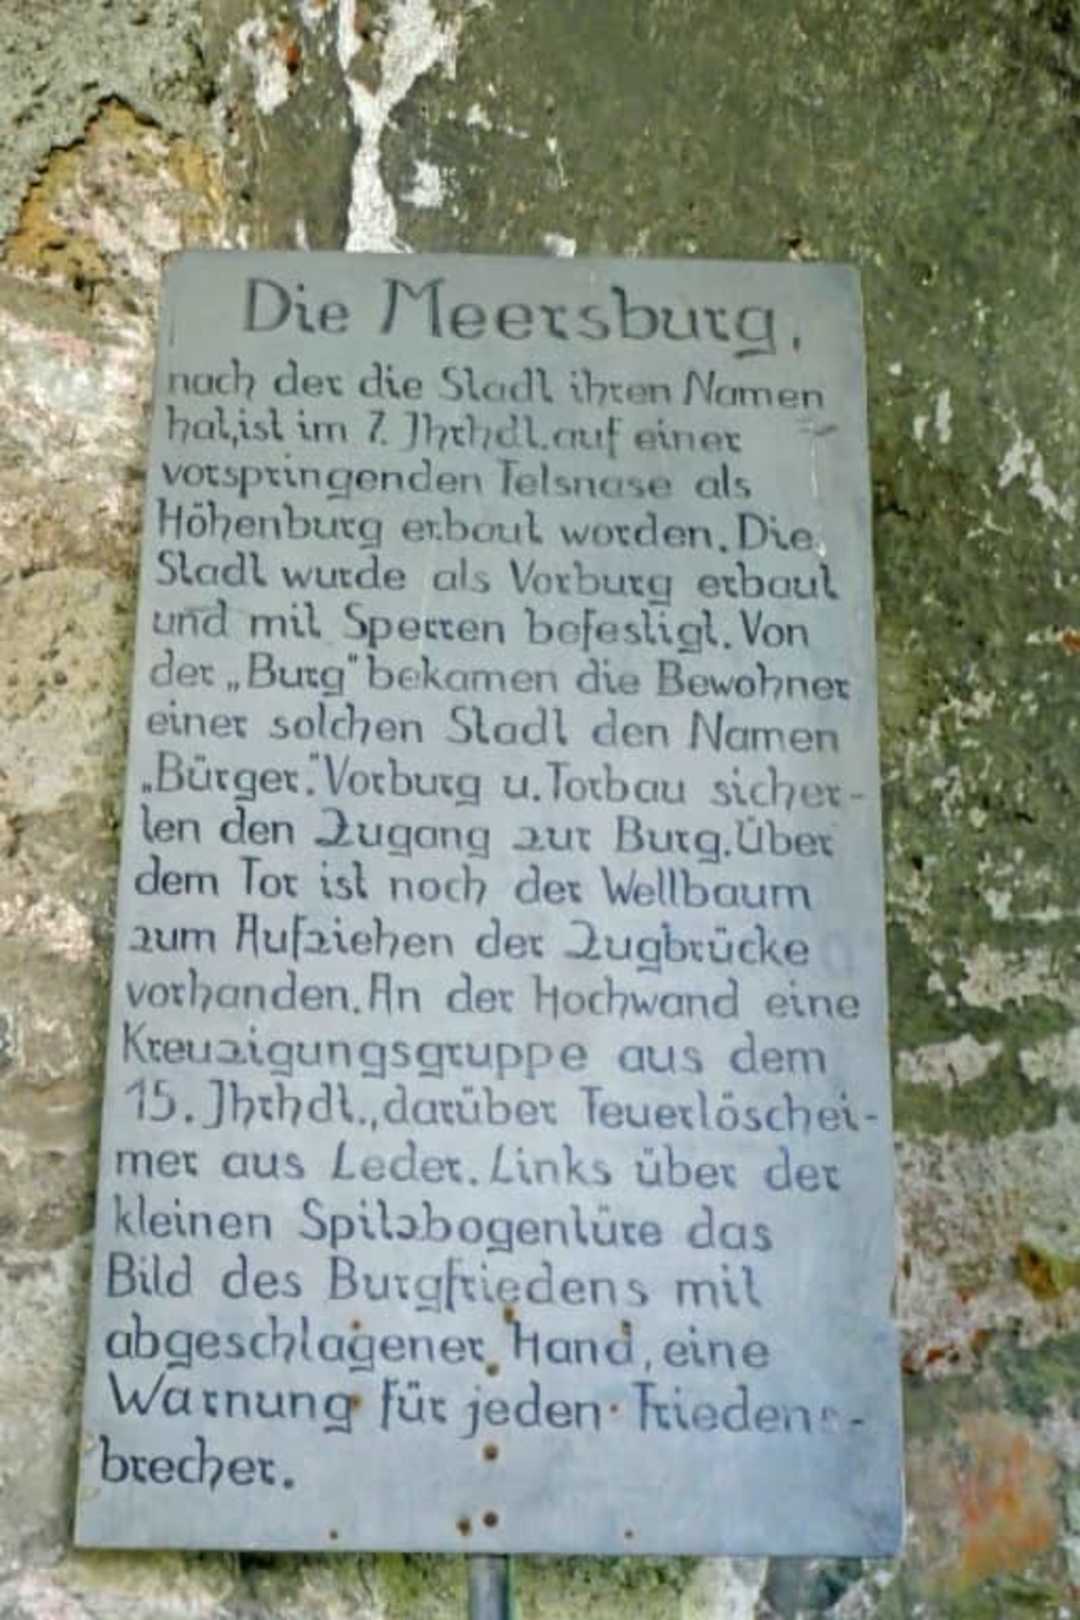 Die Meersburg,
nach der die Stadt ihren Namen
hat, ist im 7. Jhrhdt. auf einer
vorspringenden Felsnase als
Höhenburg erbaut worden. Die
Stadt wurde als Vorburg erbaut
und mit Sperren befestigt. Von
der „Burg" bekamen die Bewohner
einer solchen Stadt den Namen
„Bürger." Vorburg u. Torbau sicher-
ten den Zugang zur Burg. Über
dem Tor ist noch der Wellbaum
zum Aufziehen der Zugbrücke
vorhanden. An der Hochwand eine
Kreuzigungsgruppe aus dem
15. Jhrhdt., darüber Feuerlöschei-
mer aus Leder. Links über der
kleinen Spitzbogentüre das
Bild des Burgfriedens mit
abgeschlagener Hand, eine
Warnung für jeden Friedens-
brecher.